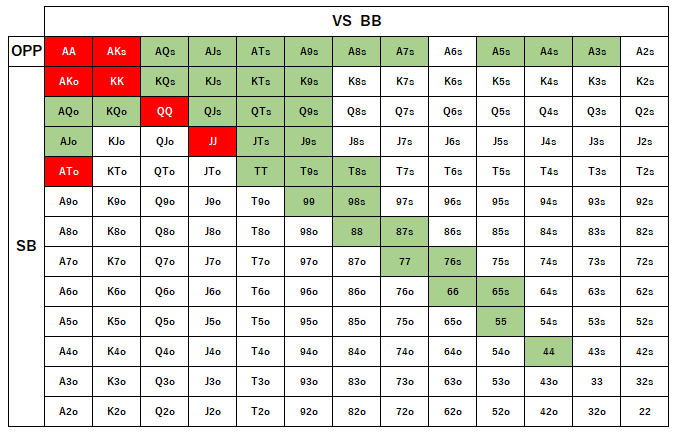 VS BB
OPP AA AKs AQs AJs ATs A9s A8s A7s A6s A5s A4s A3s A2s
AKo KK KQs KJs KTs K9s K8s K7s K6s K5s K4s K3s K2s
AQo KQo QQ QJs QTs Q9s Q8s Q7s Q6s Q5s Q4s Q3s Q2s
AJo KJo QJo JJ JTs J9s J8s J7s J6s J5s J4s J3s J2s
ATo KTo QTo JTo TT T9s T8s T7s T6s T5s T4s T3s T2s
A9o K9o Q9o J9o T9o 99 98s 97s 96s 95s 94s 93s 92s
SB A8o K8o Q8o J8o T8o 98o 88 87s 86s 85s 84s 83s 82s
A7o K7o Q7o J7o T7o 97o 87o 77 76s 75s 74s 73s 72s
A6o K6o Q6o J6o T6o 96o 86o 76o 66 65s 64s 63s 62s
A5o K5o Q5o J5o T5o 95o 85o 75o 65o 55 54s 53s 52s
A4o K4o Q4o J4o T4o 94o 84o 74o 64o 54o 44 43s 42s
A3o K3o Q3o J3o T3o 93o 83o 73o 63o 53o 43o 33 32s
A2o K2o Q2o J2o T2o 92o 82o 72o 62o 52o 42o 32o 22